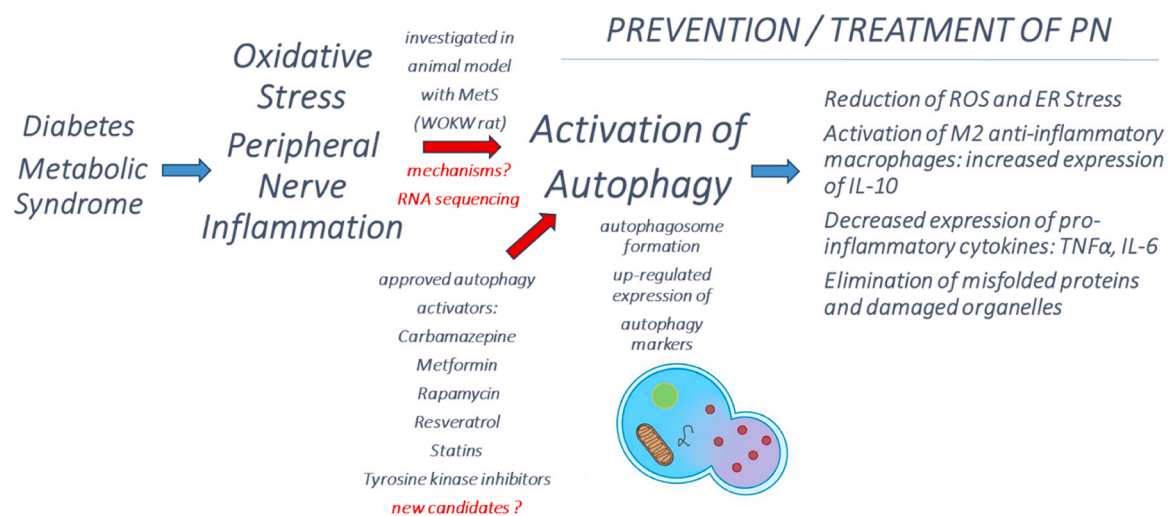 PREVENTION / TREATMENT OF PN
Diabetes
Metabolic
Syndrome
Oxidative
Stress
Peripheral
Nerve
Inflammation
investigated in
animal model
with MetS
(WOKW rat)
mechanisms?
RNA sequencing
approved autophagy
activators:
Carbamazepine
Metformin
Rapamycin
Resveratrol
Statins
Tyrosine kinase inhibitors
new candidates ?
Activation of
Autophagy
autophagosome
formation
up-regulated
expression of
autophagy
markers
Reduction of ROS and ER Stress
Activation of M2 anti-inflammatory
macrophages: increased expression
of IL-10
Decreased expression of pro-
inflammatory cytokines: TNFα, IL-6
Elimination of misfolded proteins
and damaged organelles